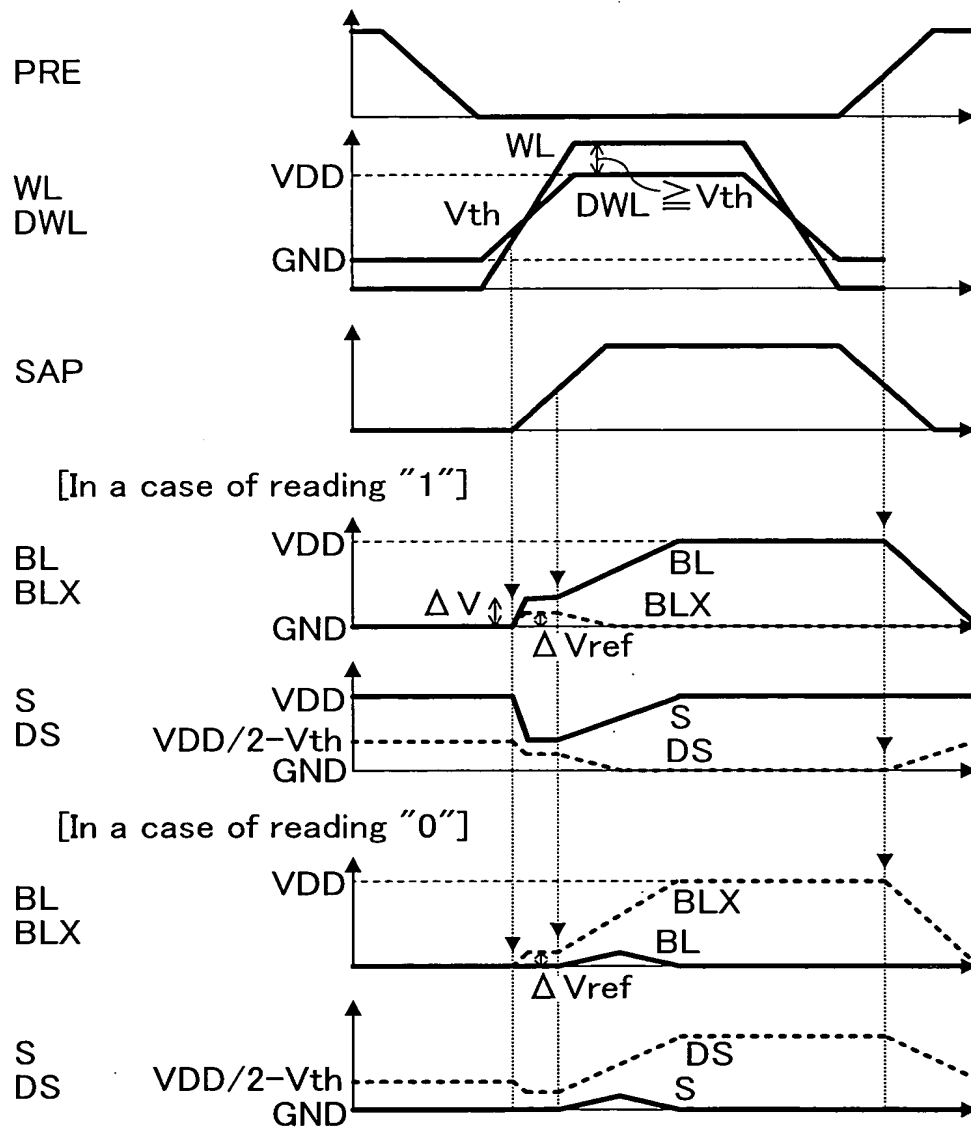 PRE
WL
VDD
WL
DWL
Vth
DWL ≧ Vth
GND
SAP
[In a case of reading "1"]
VDD
BL
BLX
BL
ΔV
BLX
GND
ΔVref
S
DS
VDD
S
VDD/2-Vth
DS
GND
[In a case of reading "0"]
VDD
BL
BLX
BLX
BL
ΔVref
S
DS
DS
VDD/2-Vth
S
GND